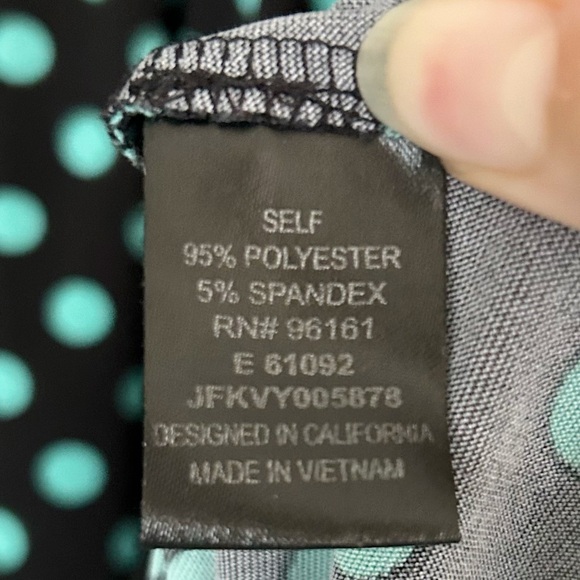 SELF
95% POLYESTER
5% SPANDEX
RN# 96161
E 61092
JFKVY005878
DESIGNED IN CALIFORNIA
MADE IN VIETNAM